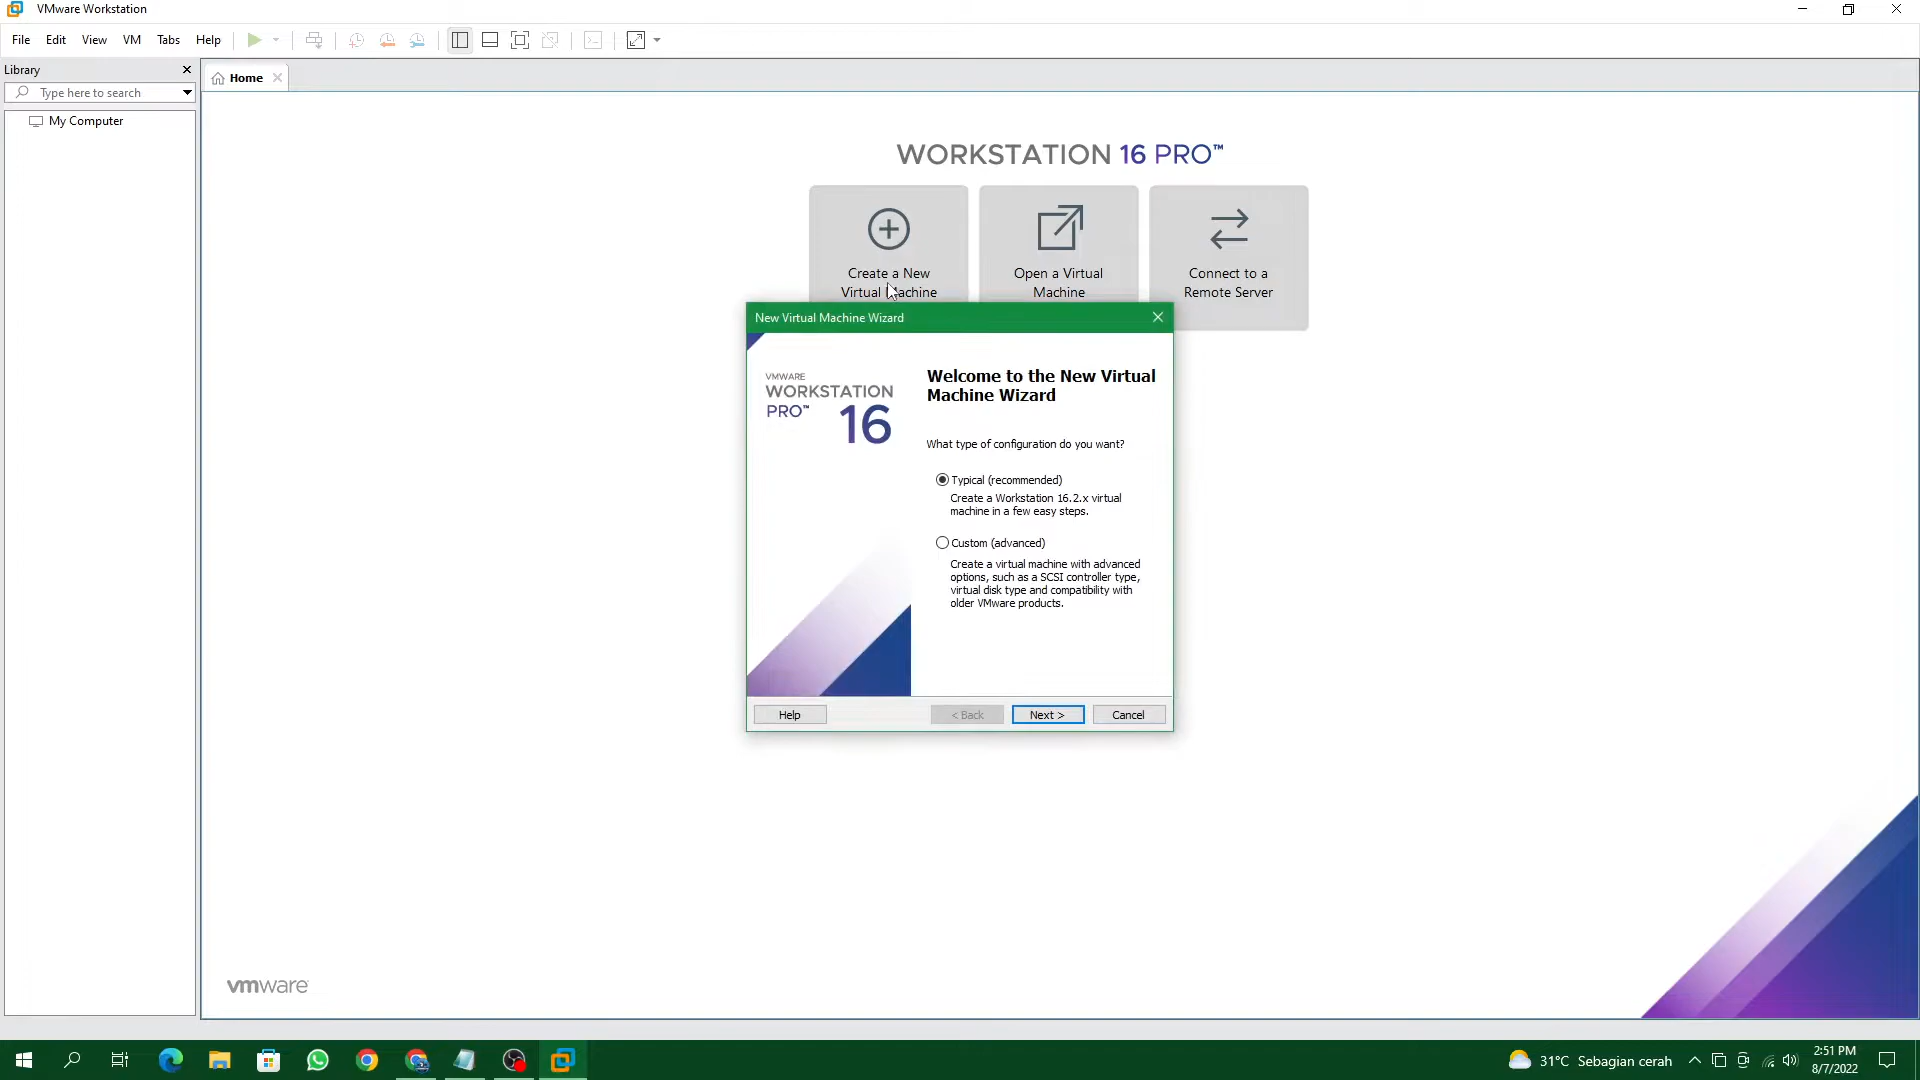 VMware Workstation
File Edit View VM Tabs Help
Library
Type here to search
My Computer
Home
WORKSTATION 16 PRO™
Create a New
Virtual Machine
Open a Virtual
Machine
Connect to a
Remote Server
New Virtual Machine Wizard
VMWARE
WORKSTATION
PRO™ 16
Welcome to the New Virtual
Machine Wizard
What type of configuration do you want?
Typical (recommended)
Create a Workstation 16.2.x virtual
machine in a few easy steps.
Custom (advanced)
Create a virtual machine with advanced
options, such as a SCSI controller type,
virtual disk type and compatibility with
older VMware products.
Help < Back Next > Cancel
vmware
31°C Sebagian cerah
2:51 PM
8/7/2022